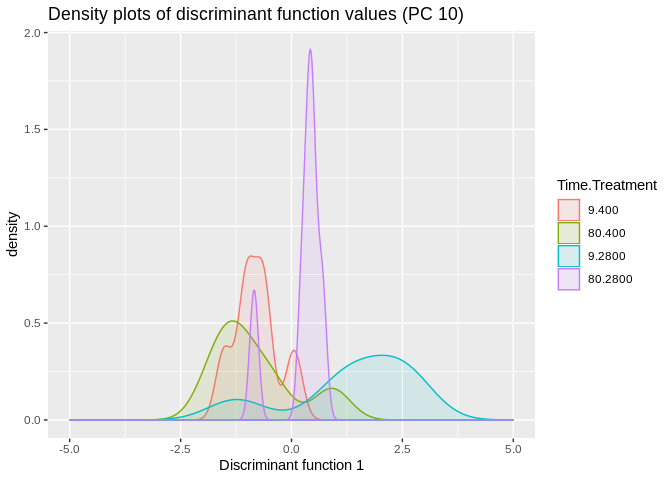 Density plots of discriminant function values (PC 10)
2.0
1.5
1.0
0.5
0.0
density
-5.0 -2.5 0.0 2.5 5.0
Discriminant function 1
Time.Treatment
9.400
80.400
9.2800
80.2800